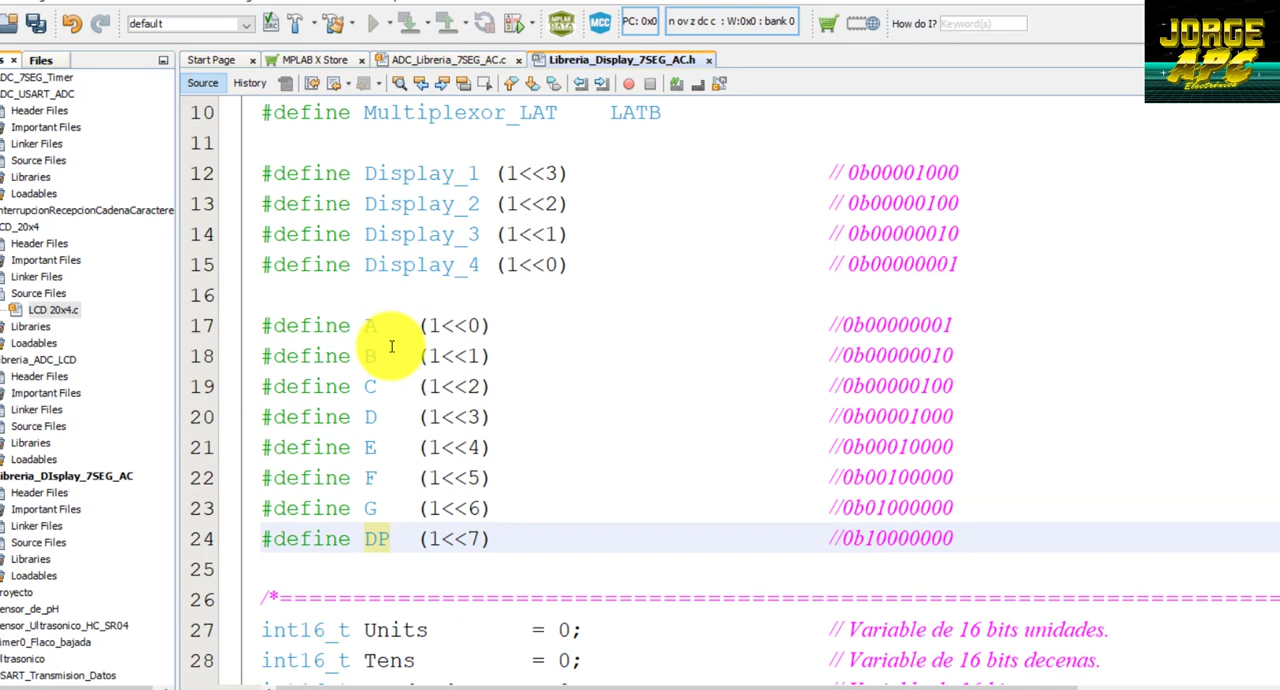 default
PC: 0x0
n ov z dc c : W:0x0 : bank 0
How do I?
Keyword(s)
JORGE
APC
Electrónica
Files
Start Page
MPLAB X Store
ADC_Libreria_7SEG_AC.c
Libreria_Display_7SEG_AC.h
Source
History
DC_7SEG_Timer
DC_USART_ADC
Header Files
Important Files
Linker Files
Source Files
Libraries
Loadables
nterrupcionRecepcionCadenaCaractere
CD_20x4
Header Files
Important Files
Linker Files
Source Files
LCD 20x4.c
Libraries
Loadables
ibreria_ADC_LCD
Header Files
Important Files
Linker Files
Source Files
Libraries
Loadables
ibreria_DIsplay_7SEG_AC
Header Files
Important Files
Linker Files
Source Files
Libraries
Loadables
royecto
ensor_de_pH
ensor_Ultrasonico_HC_SR04
imer0_Flaco_bajada
ltrasonico
SART_Transmision_Datos
10 #define Multiplexor_LAT LATB
11
12 #define Display_1 (1<<3) // 0b00001000
13 #define Display_2 (1<<2) // 0b00000100
14 #define Display_3 (1<<1) // 0b00000010
15 #define Display_4 (1<<0) // 0b00000001
16
17 #define A (1<<0) //0b00000001
18 #define B (1<<1) //0b00000010
19 #define C (1<<2) //0b00000100
20 #define D (1<<3) //0b00001000
21 #define E (1<<4) //0b00010000
22 #define F (1<<5) //0b00100000
23 #define G (1<<6) //0b01000000
24 #define DP (1<<7) //0b10000000
25
26 /*==============================================================
27 int16_t Units = 0; // Variable de 16 bits unidades.
28 int16_t Tens = 0; // Variable de 16 bits decenas.